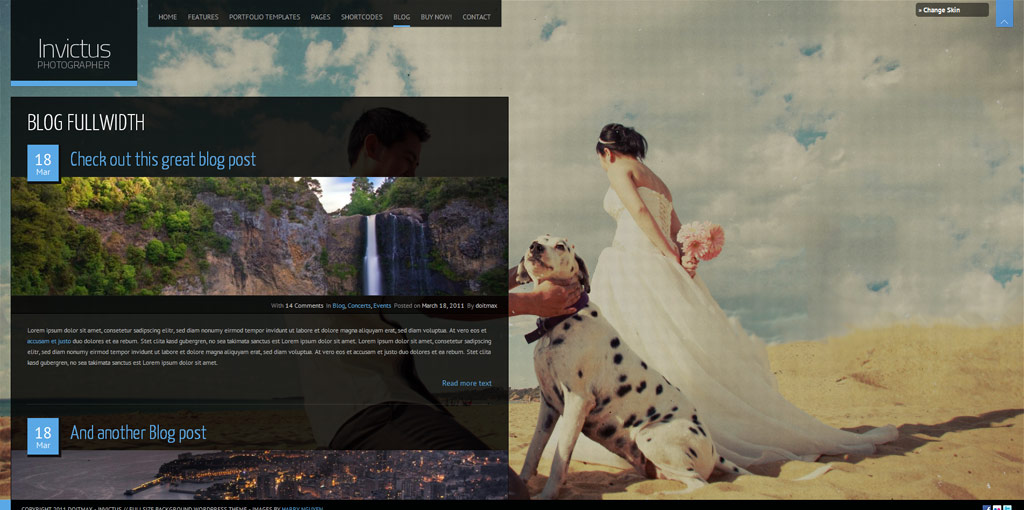 HOME FEATURES PORTFOLIO TEMPLATES PAGES SHORTCODES BLOG BUY NOW! CONTACT
» Change Skin
Invictus
PHOTOGRAPHER
BLOG FULLWIDTH
18
Mar
Check out this great blog post
With 14 Comments In Blog, Concerts, Events Posted on March 18, 2011 By doitmax
Lorem ipsum dolor sit amet, consetetur sadipscing elitr, sed diam nonumy eirmod tempor invidunt ut labore et dolore magna aliquyam erat, sed diam voluptua. At vero eos et
accusam et justo duo dolores et ea rebum. Stet clita kasd gubergren, no sea takimata sanctus est Lorem ipsum dolor sit amet. Lorem ipsum dolor sit amet, consetetur sadipscing
elitr, sed diam nonumy eirmod tempor invidunt ut labore et dolore magna aliquyam erat, sed diam voluptua. At vero eos et accusam et justo duo dolores et ea rebum. Stet clita
kasd gubergren, no sea takimata sanctus est Lorem ipsum dolor sit amet.
Read more text
18
Mar
And another Blog post
COPYRIGHT 2011 DOITMAX - INVICTUS // FULLSIZE BACKGROUND WORDPRESS THEME - IMAGES BY HARRY NGUYEN